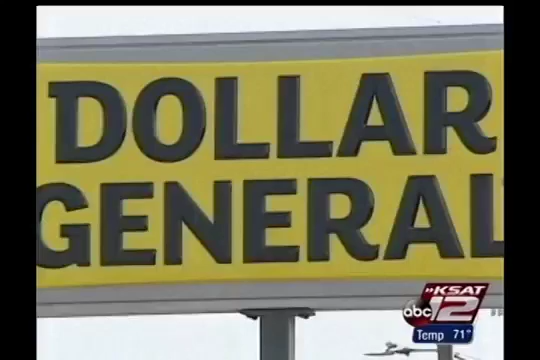 DOLLAR
GENERAL
KSAT
abc 12
Temp 71°